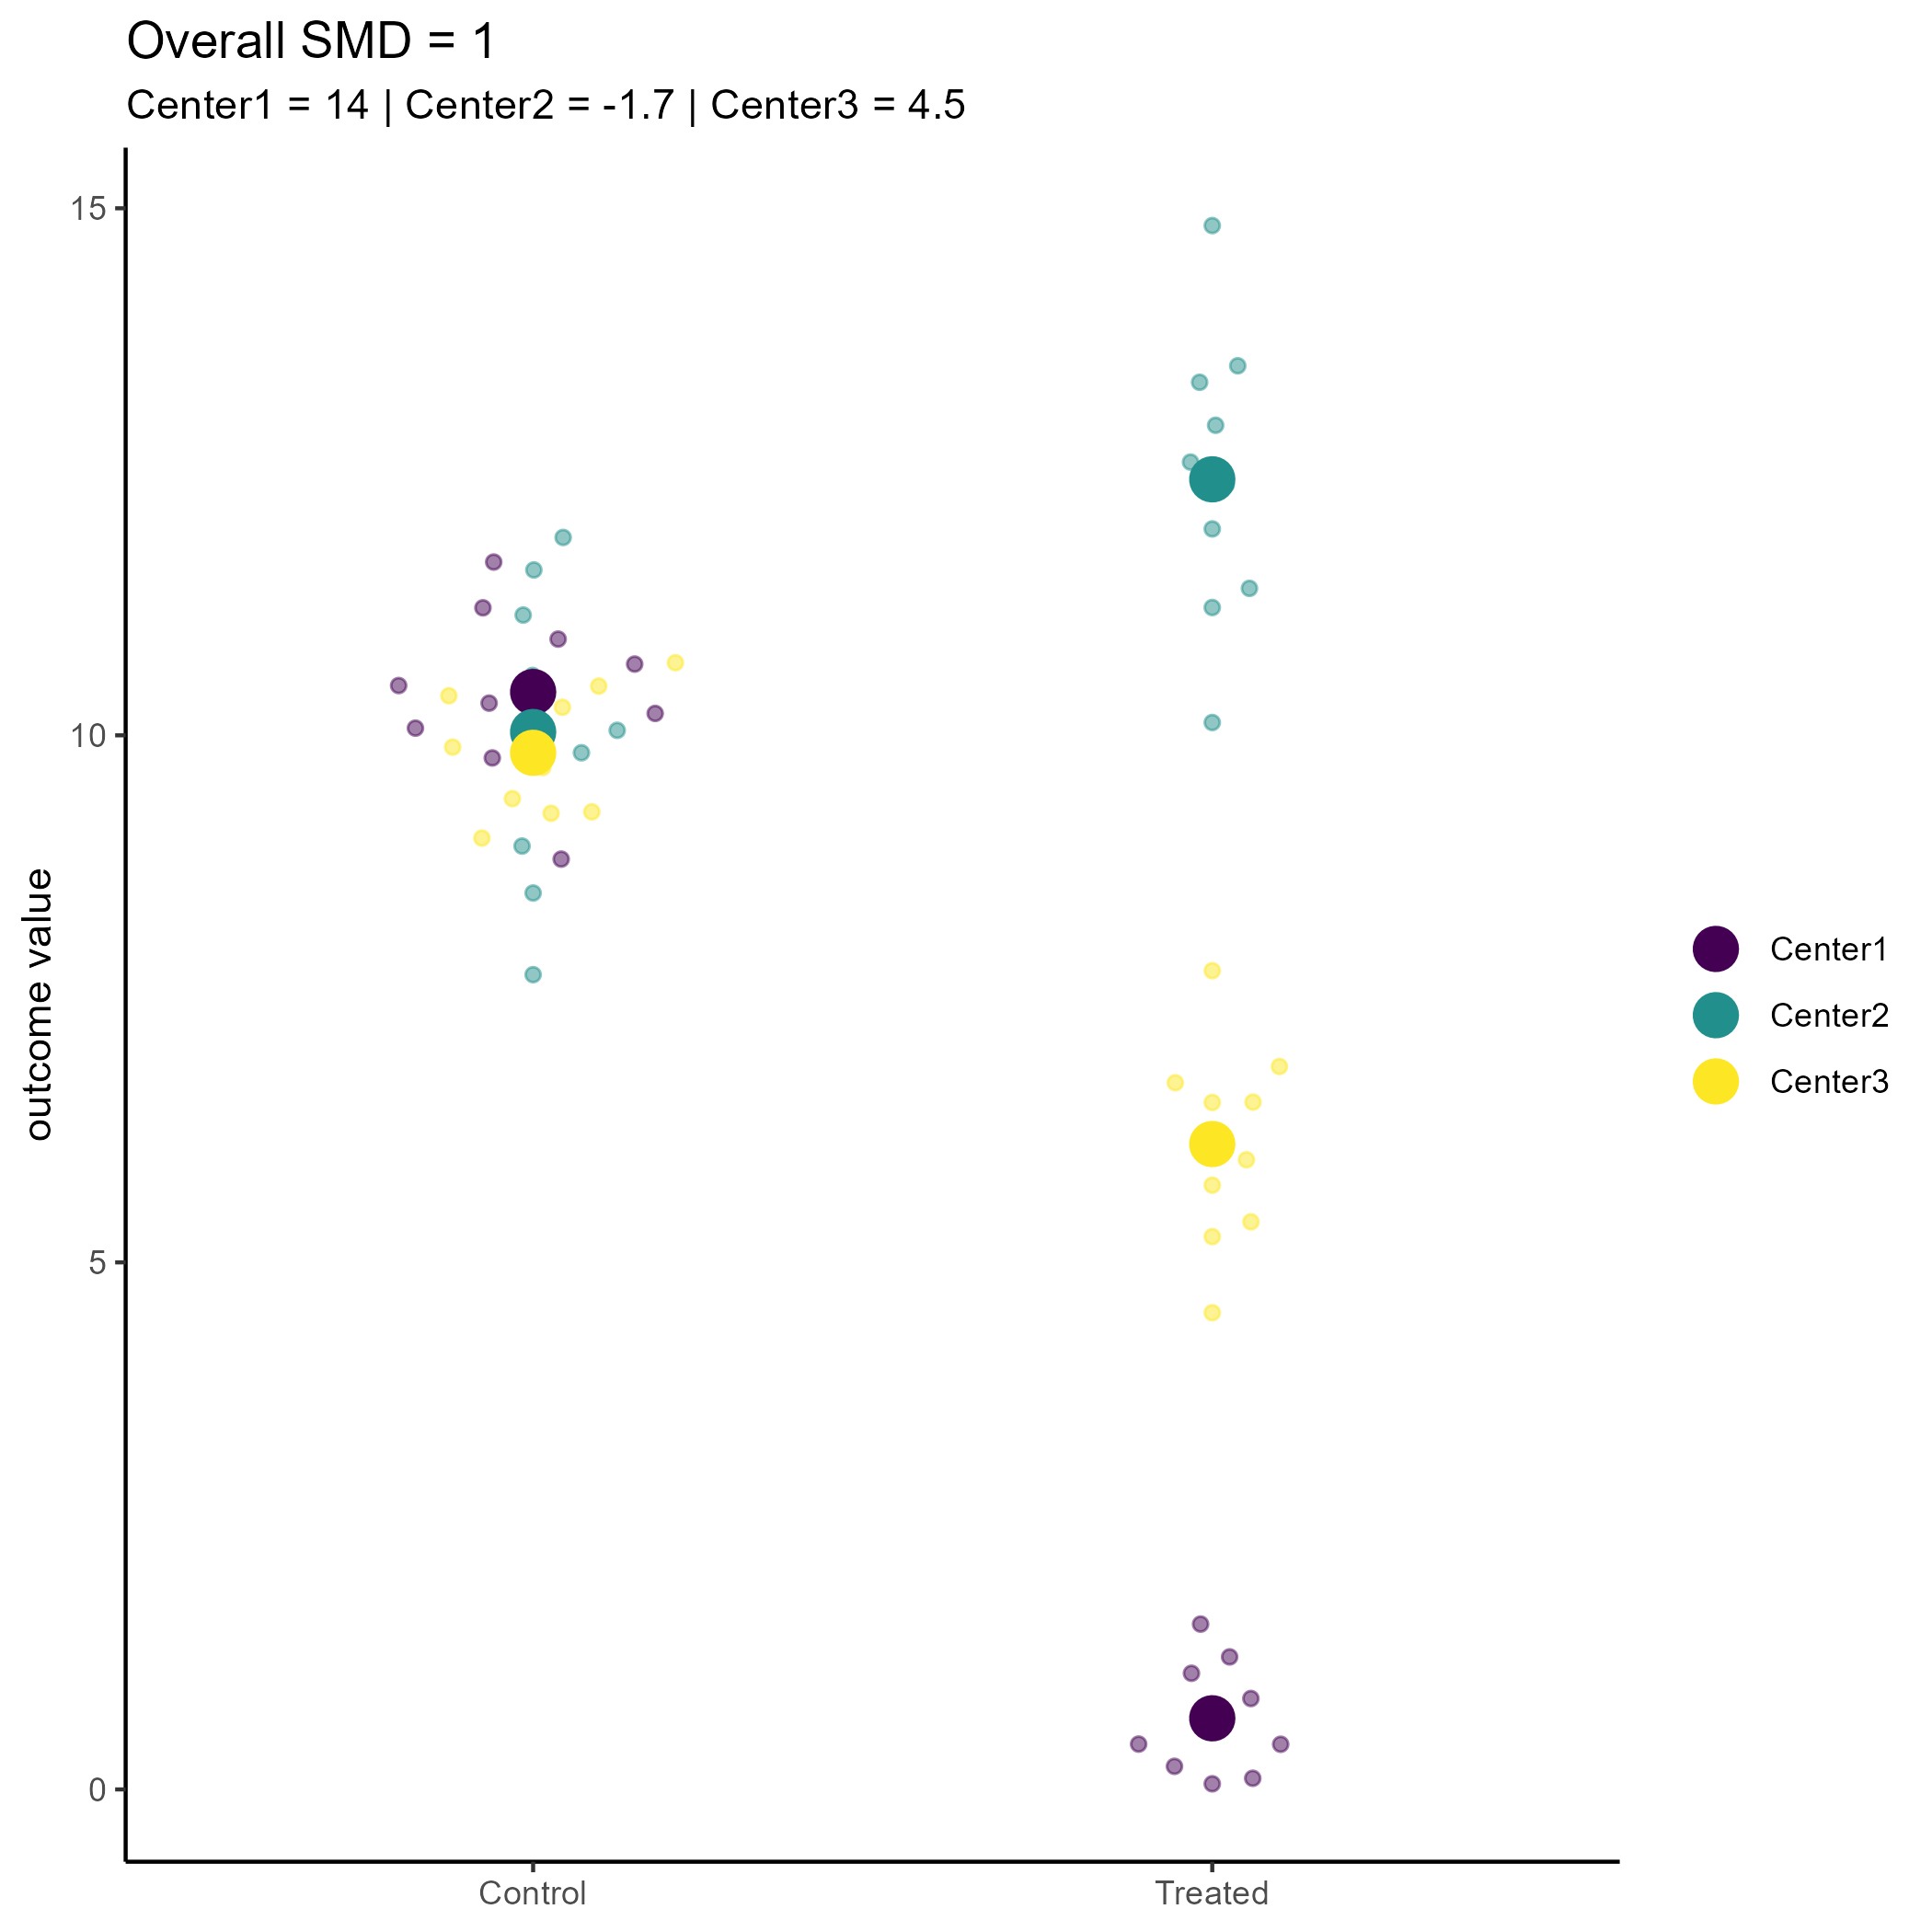 Overall SMD = 1
Center1 = 14 | Center2 = -1.7 | Center3 = 4.5
outcome value
15
10
5
0
Control
Treated
Center1
Center2
Center3